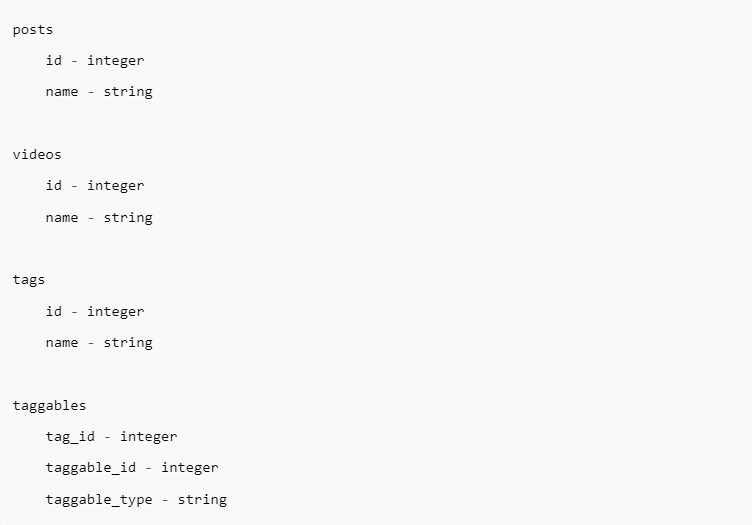 posts
id - integer
name - string
videos
id - integer
name - string
tags
id - integer
name - string
taggables
tag_id - integer
taggable_id - integer
taggable_type - string